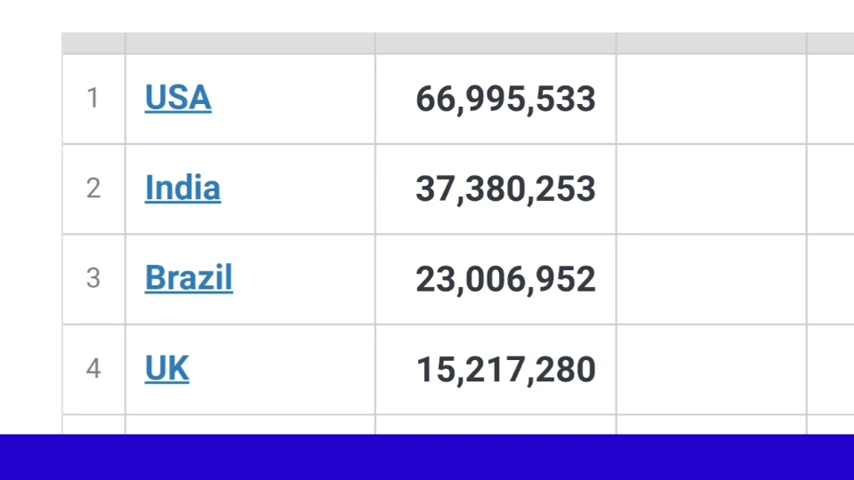 1 USA 66,995,533
2 India 37,380,253
3 Brazil 23,006,952
4 UK 15,217,280